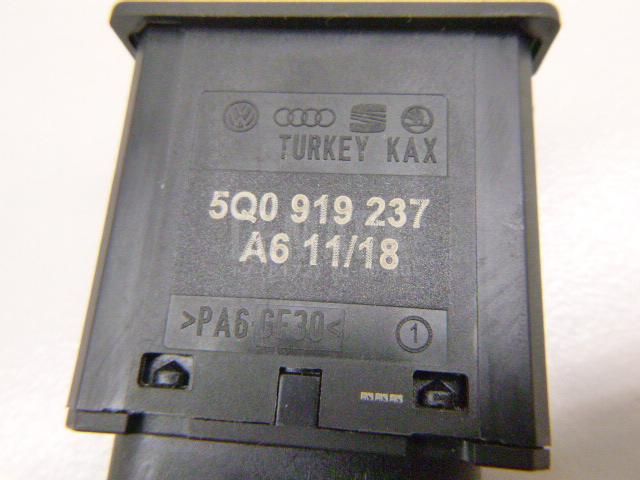 TURKEY KAX
5Q0 919 237
A6 11/18
>PA6 GF30<
1